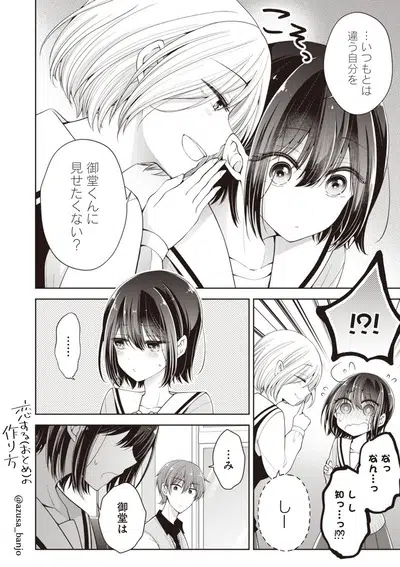 …いつもとは
違う自分を
御堂くんに
見せたくない？
!?!
なっ
なん…っ
しし
知っ…っ!??
しー
……
…み
御堂は
恋する(おとめ)の
作り方
@azusa_banjo